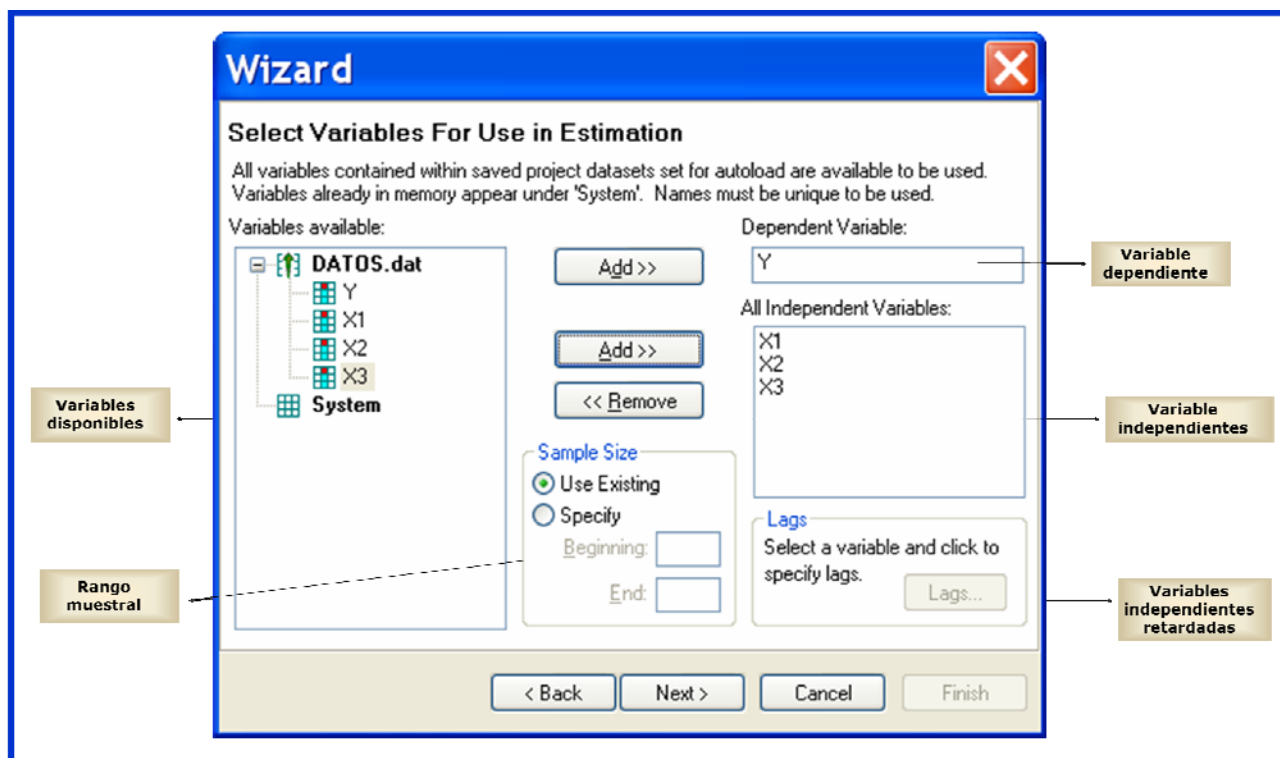 Wizard
Select Variables For Use in Estimation
All variables contained within saved project datasets set for autoload are available to be used.
Variables already in memory appear under 'System'. Names must be unique to be used.
Variables available:
DATOS.dat
Y
X1
X2
X3
System
Add >>
Add >>
<< Remove
Sample Size
Use Existing
Specify
Beginning:
End:
Dependent Variable:
Y
All Independent Variables:
X1
X2
X3
Lags
Select a variable and click to
specify lags.
Lags...
< Back
Next >
Cancel
Finish
Variables
disponibles
Rango
muestral
Variable
dependiente
Variable
independientes
Variables
independientes
retardadas